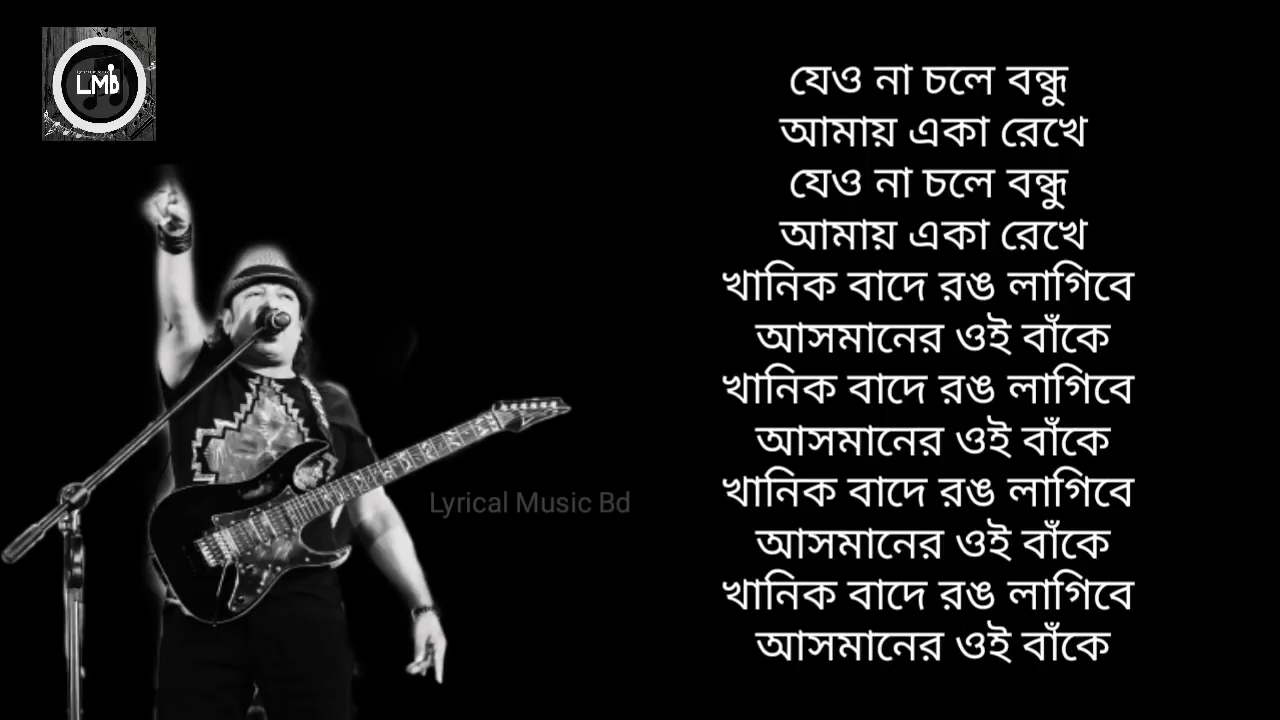 LMb
যেও না চলে বন্ধু
আমায় একা রেখে
যেও না চলে বন্ধু
আমায় একা রেখে
খানিক বাদে রঙ লাগিবে
আসমানের ওই বাঁকে
খানিক বাদে রঙ লাগিবে
আসমানের ওই বাঁকে
খানিক বাদে রঙ লাগিবে
আসমানের ওই বাঁকে
খানিক বাদে রঙ লাগিবে
আসমানের ওই বাঁকে
Lyrical Music Bd